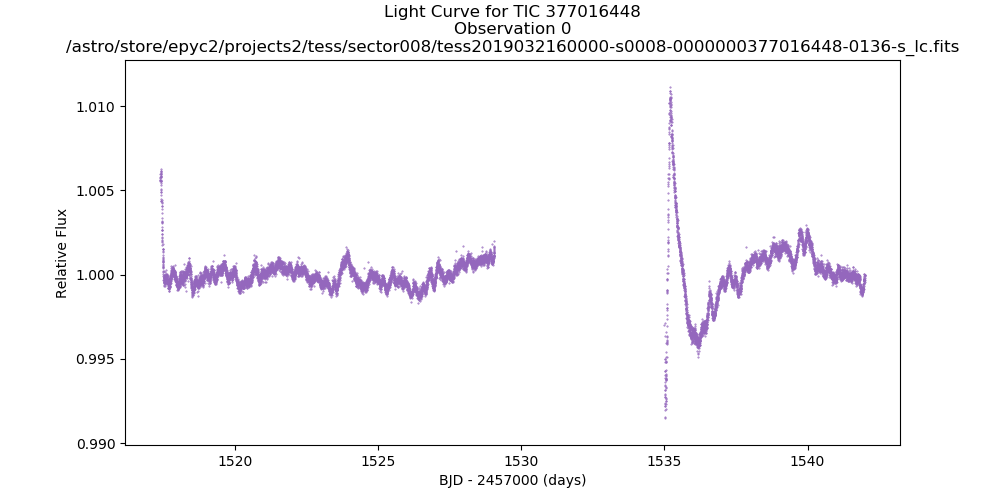 Light Curve for TIC 377016448
Observation 0
/astro/store/epyc2/projects2/tess/sector008/tess2019032160000-s0008-0000000377016448-0136-s_lc.fits
1.010
1.005
1.000
0.995
0.990
Relative Flux
1520
1525
1530
1535
1540
BJD - 2457000 (days)